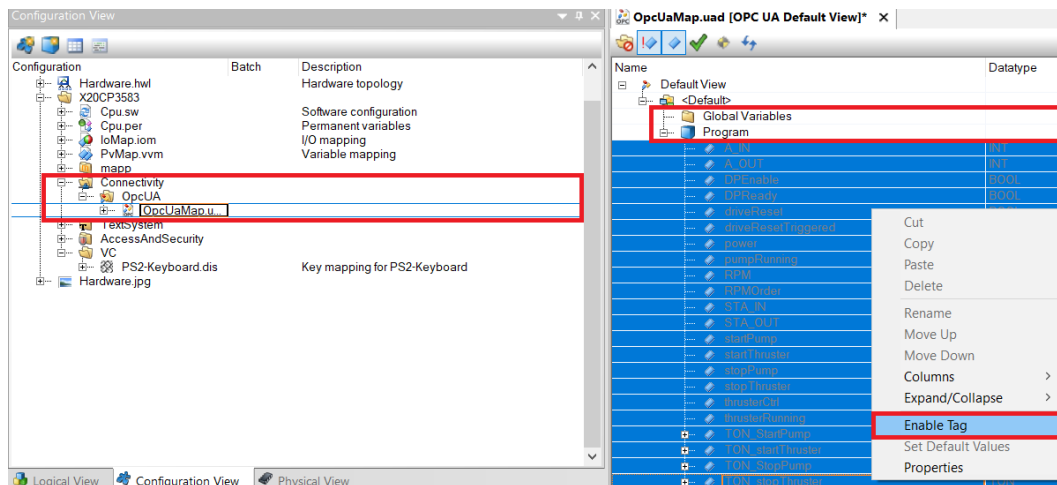 Configuration View
Configuration Batch Description
Hardware.hwl Hardware topology
X20CP3583
Cpu.sw Software configuration
Cpu.per Permanent variables
IoMap.iom I/O mapping
PvMap.vvm Variable mapping
mapp
Connectivity
OpcUA
OpcUaMap.u...
TextSystem
AccessAndSecurity
VC
PS2-Keyboard.dis Key mapping for PS2-Keyboard
Hardware.jpg
Logical View Configuration View Physical View
OpcUaMap.uad [OPC UA Default View]*
Name Datatype
Default View
<Default>
Global Variables
Program
A_IN INT
A_OUT INT
DPEnable BOOL
DPReady BOOL
driveReset
driveResetTriggered
power
pumpRunning
RPM
RPMOrder
STA_IN
STA_OUT
startPump
startThruster
stopPump
stopThruster
thrusterCtrl
thrusterRunning
TON_StartPump
TON_startThruster
TON_StopPump
TON_stopThruster TON
Cut
Copy
Paste
Delete
Rename
Move Up
Move Down
Columns
Expand/Collapse
Enable Tag
Set Default Values
Properties